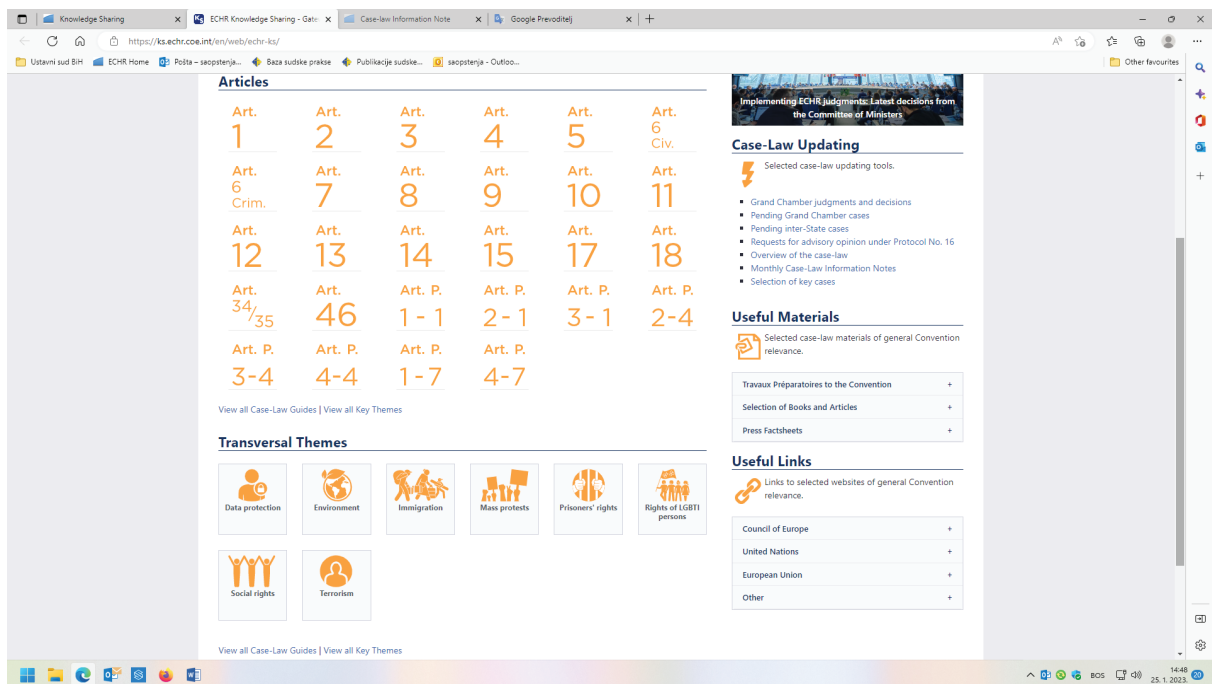 Knowledge Sharing
ECHR Knowledge Sharing - Gate
Case-law Information Note
Google Prevoditelj
https://ks.echr.coe.int/en/web/echr-ks/
Ustavni sud BiH
ECHR Home
Pošta – saopstenja...
Baza sudske prakse
Publikacije sudske...
saopstenja - Outloo...
Other favourites
Articles
Art. 1
Art. 2
Art. 3
Art. 4
Art. 5
Art. 6 Civ.
Art. 6 Crim.
Art. 7
Art. 8
Art. 9
Art. 10
Art. 11
Art. 12
Art. 13
Art. 14
Art. 15
Art. 17
Art. 18
Art. 34/35
Art. 46
Art. P. 1 - 1
Art. P. 2 - 1
Art. P. 3 - 1
Art. P. 2-4
Art. P. 3-4
Art. P. 4-4
Art. P. 1 - 7
Art. P. 4-7
View all Case-Law Guides | View all Key Themes
Transversal Themes
Data protection
Environment
Immigration
Mass protests
Prisoners' rights
Rights of LGBTI
persons
Social rights
Terrorism
View all Case-Law Guides | View all Key Themes
Implementing ECHR judgments: Latest decisions from
the Committee of Ministers
Case-Law Updating
Selected case-law updating tools.
Grand Chamber judgments and decisions
Pending Grand Chamber cases
Pending inter-State cases
Requests for advisory opinion under Protocol No. 16
Overview of the case-law
Monthly Case-Law Information Notes
Selection of key cases
Useful Materials
Selected case-law materials of general Convention
relevance.
Travaux Préparatoires to the Convention +
Selection of Books and Articles +
Press Factsheets +
Useful Links
Links to selected websites of general Convention
relevance.
Council of Europe +
United Nations +
European Union +
Other +
BOS
14:48
25. 1. 2023.
20